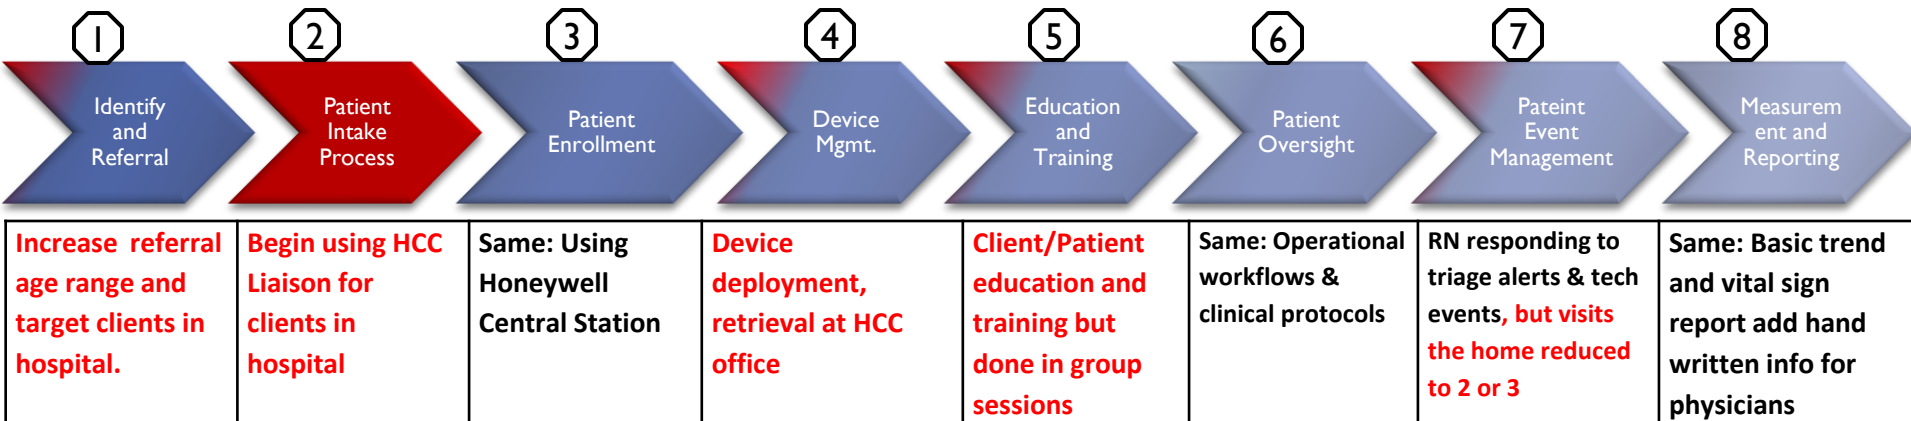 1
2
3
4
5
6
7
8
Identify
and
Referral
Patient
Intake
Process
Patient
Enrollment
Device
Mgmt.
Education
and
Training
Patient
Oversight
Pateint
Event
Management
Measurem
ent and
Reporting
Increase referral
age range and
target clients in
hospital.
Begin using HCC
Liaison for
clients in
hospital
Same: Using
Honeywell
Central Station
Device
deployment,
retrieval at HCC
office
Client/Patient
education and
training but
done in group
sessions
Same: Operational
workflows &
clinical protocols
RN responding to
triage alerts & tech
events, but visits
the home reduced
to 2 or 3
Same: Basic trend
and vital sign
report add hand
written info for
physicians